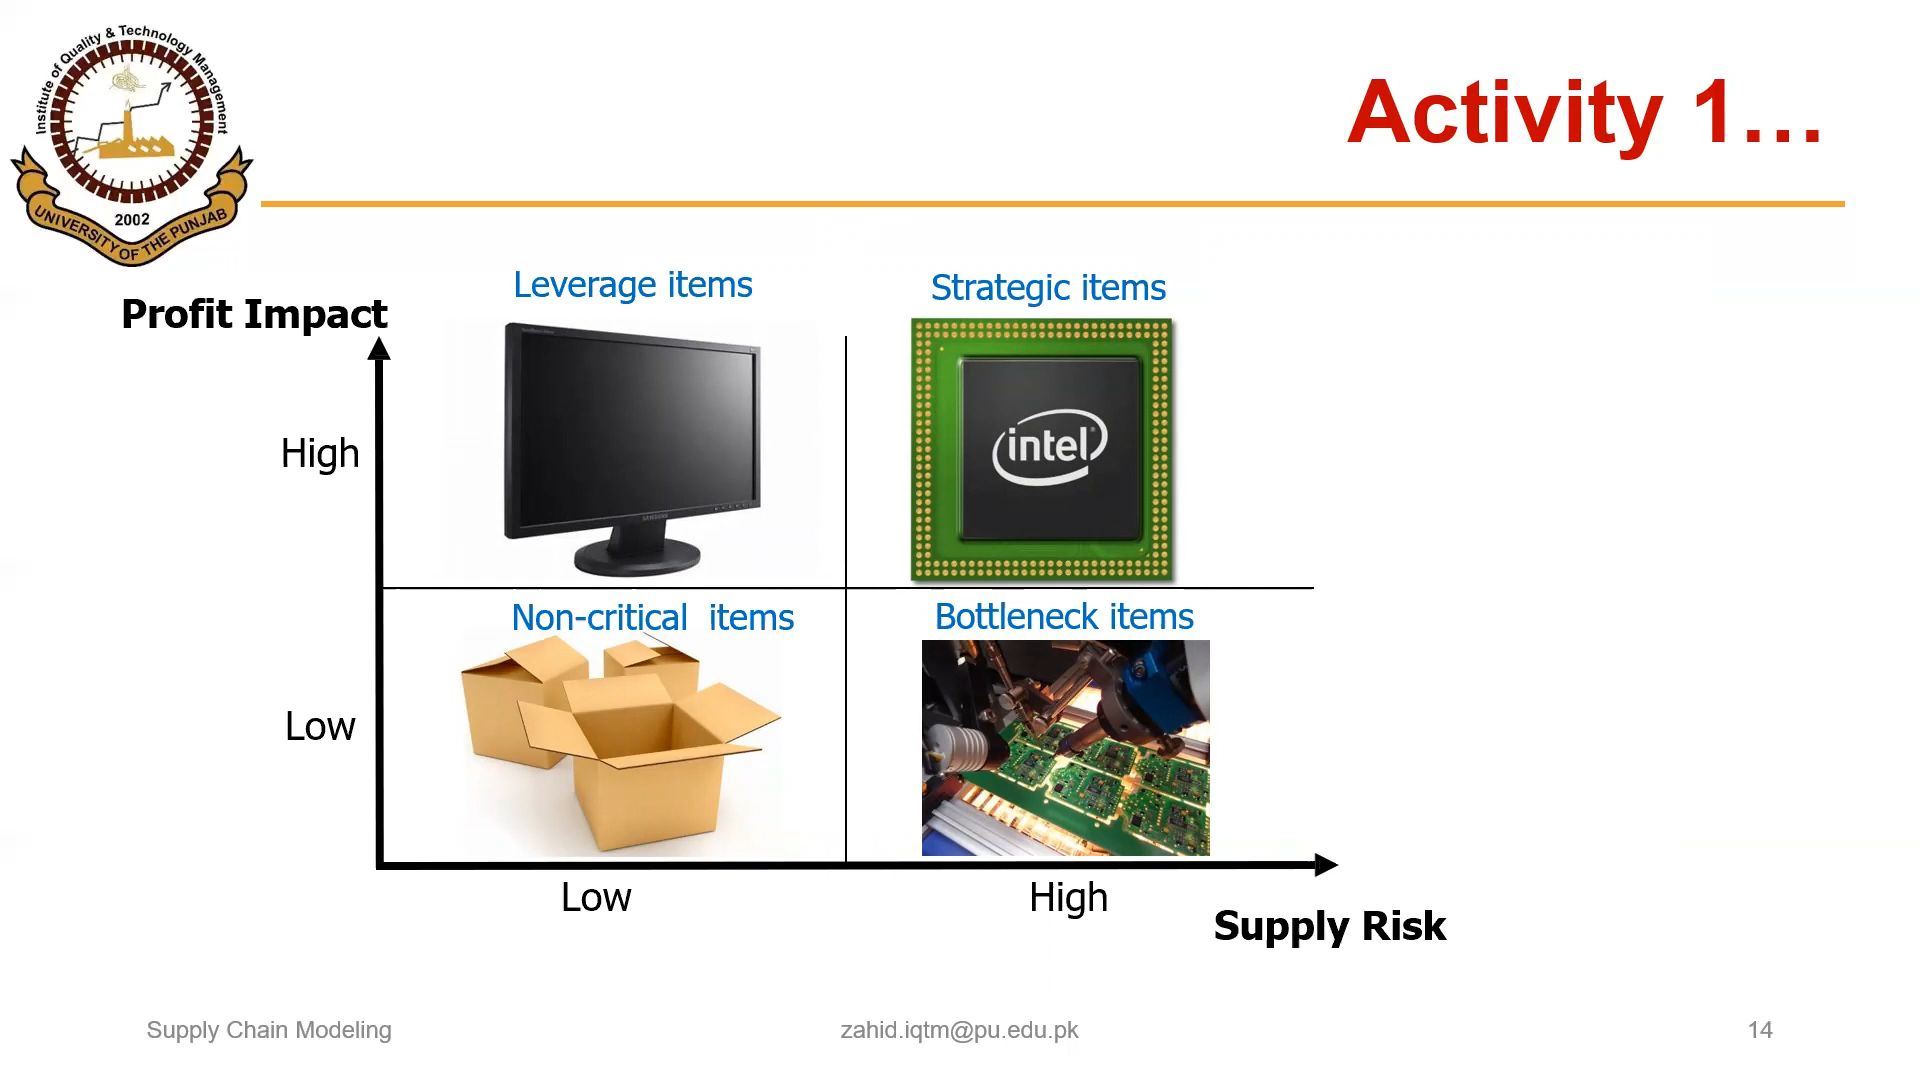 Institute of Quality & Technology Management
2002
UNIVERSITY OF THE PUNJAB
Activity 1...
Profit Impact
Leverage items
Strategic items
High
SAMSUNG
intel
Non-critical  items
Bottleneck items
Low
Low
High
Supply Risk
Supply Chain Modeling
zahid.iqtm@pu.edu.pk
14